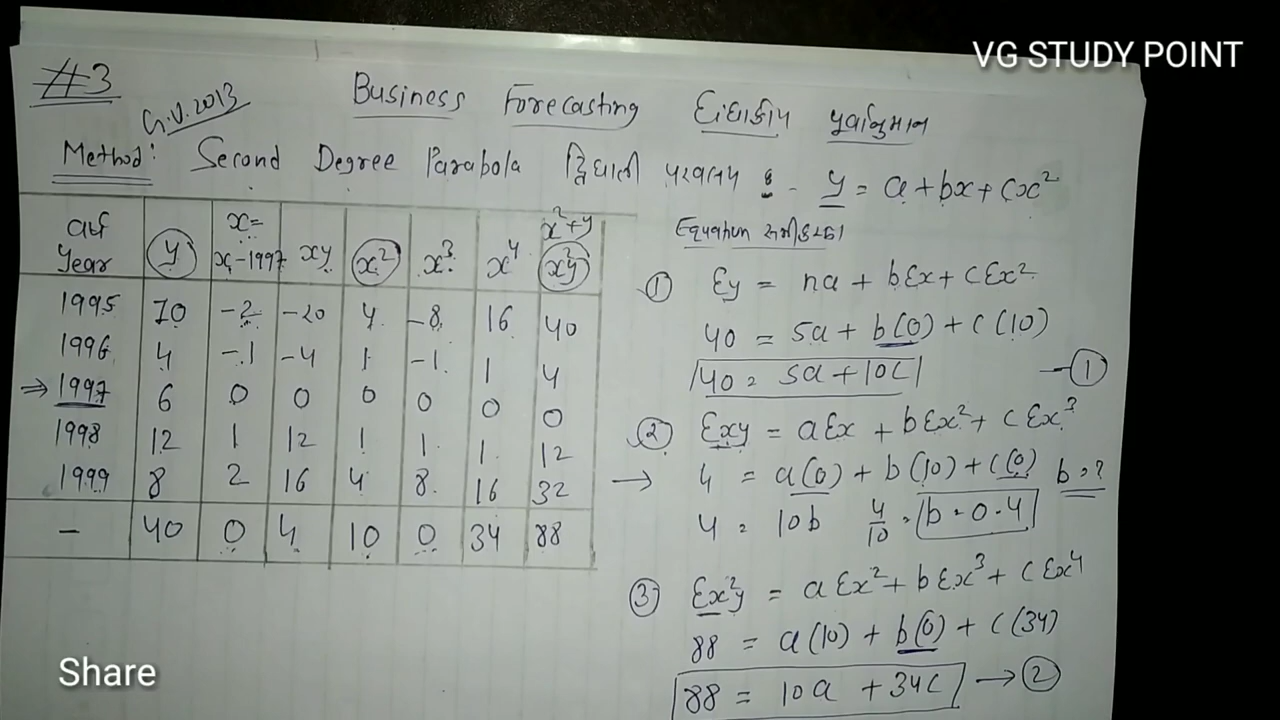 VG STUDY POINT
#3
G.U.2013
Business Forecasting ધંધાકીય પૂર્વાનુમાન
Method: Second Degree Parabola દ્વિઘાતી પરવલય :- y = a + bx + cx²
વર્ષ Year | y | x = x-1997 | xy | x² | x³ | x⁴ | x²+y x²y
1995 | 10 | -2 | -20 | 4 | -8 | 16 | 40
1996 | 4 | -1 | -4 | 1 | -1 | 1 | 4
⇒ 1997 | 6 | 0 | 0 | 0 | 0 | 0 | 0
1998 | 12 | 1 | 12 | 1 | 1 | 1 | 12
1999 | 8 | 2 | 16 | 4 | 8 | 16 | 32
- | 40 | 0 | 4 | 10 | 0 | 34 | 88
Equation સમીકરણ
① Σy = na + bΣx + cΣx²
40 = 5a + b(0) + c(10)
40 = 5a + 10c —①
② Σxy = aΣx + bΣx² + cΣx³
→ 4 = a(0) + b(10) + c(0) b=?
4 = 10b 4/10 = b = 0.4
③ Σx²y = aΣx² + bΣx³ + cΣx⁴
88 = a(10) + b(0) + c(34)
88 = 10a + 34c → ②
Share